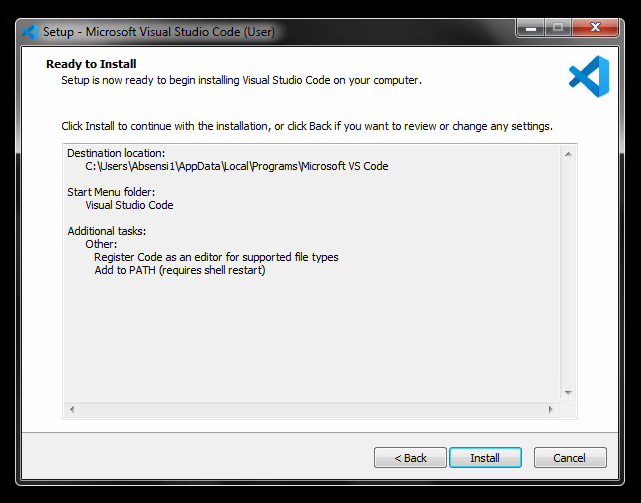 Setup - Microsoft Visual Studio Code (User)
Ready to Install
Setup is now ready to begin installing Visual Studio Code on your computer.
Click Install to continue with the installation, or click Back if you want to review or change any settings.
Destination location:
C:\Users\Absensi1\AppData\Local\Programs\Microsoft VS Code
Start Menu folder:
Visual Studio Code
Additional tasks:
Other:
Register Code as an editor for supported file types
Add to PATH (requires shell restart)
< Back
Install
Cancel